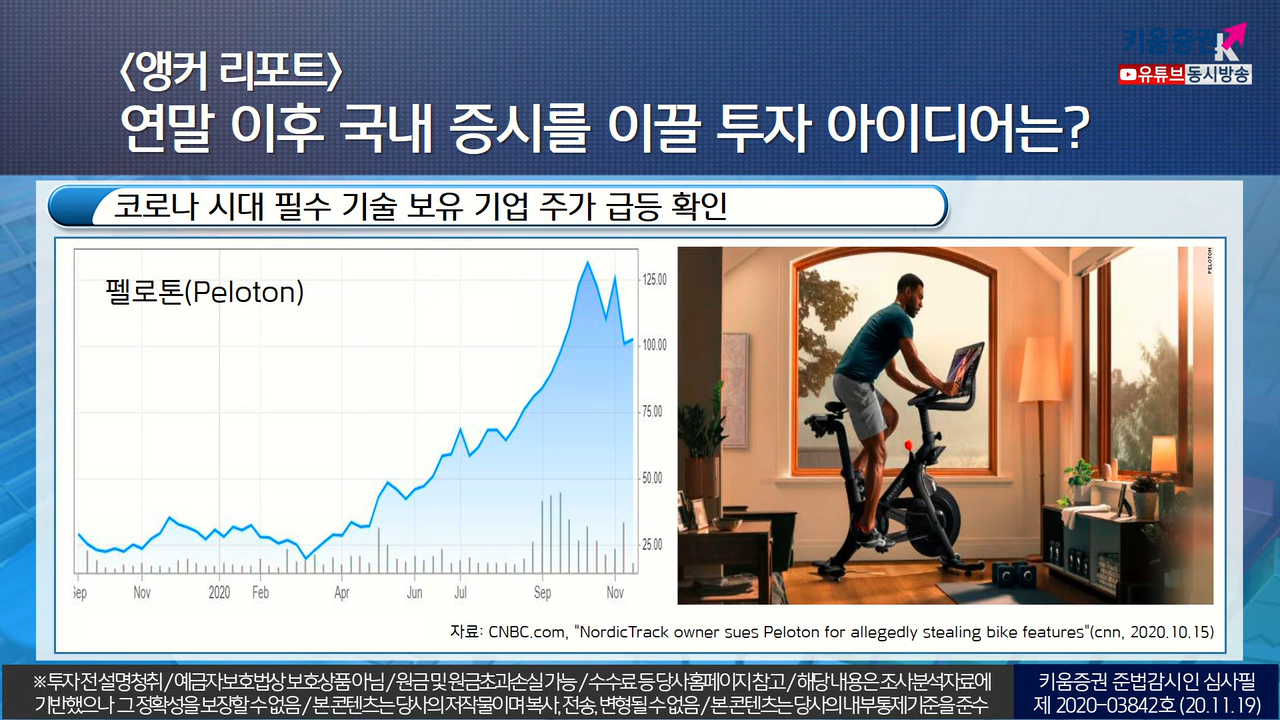 <앵커 리포트>
연말 이후 국내 증시를 이끌 투자 아이디어는?
키움증권
유튜브 동시방송
코로나 시대 필수 기술 보유 기업 주가 급등 확인
펠로톤(Peloton)
125.00
100.00
75.00
50.00
25.00
Sep Nov 2020 Feb Apr Jun Jul Sep Nov
PELOTON
자료: CNBC.com, "NordicTrack owner sues Peloton for allegedly stealing bike features"(cnn, 2020.10.15)
※ 투자 전 설명청취 / 예금자보호법상 보호상품 아님 / 원금 및 원금초과손실 가능 / 수수료 등 당사홈페이지 참고 / 해당 내용은 조사분석자료에
기반했으나 그 정확성을 보장할 수 없음 / 본 콘텐츠는 당사의 저작물이며 복사, 전송, 변형될 수 없음 / 본 콘텐츠는 당사의 내부통제기준을 준수
키움증권 준법감시인 심사필
제 2020-03842호 (20.11.19)